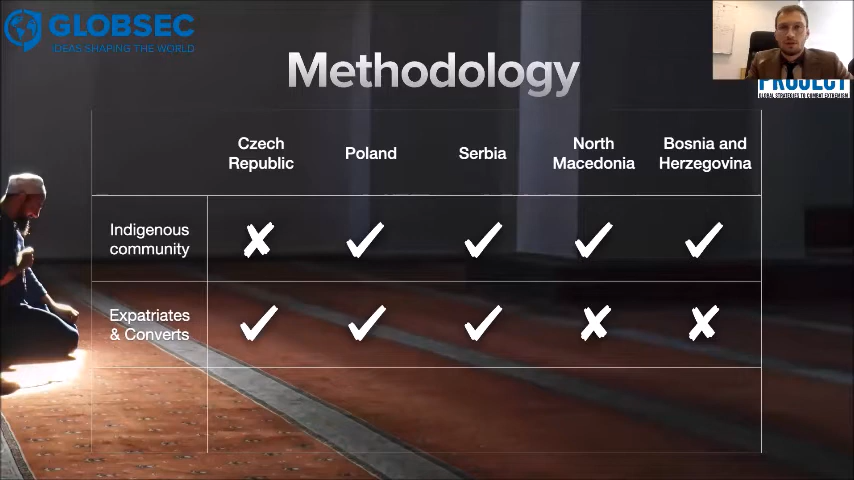 GLOBSEC
IDEAS SHAPING THE WORLD
Methodology
PROJECT
GLOBAL STRATEGIES TO COMBAT EXTREMISM
Czech
Republic
Poland
Serbia
North
Macedonia
Bosnia and
Herzegovina
Indigenous
community
✘ ✓ ✓ ✓ ✓
Expatriates
& Converts
✓ ✓ ✓ ✘ ✘